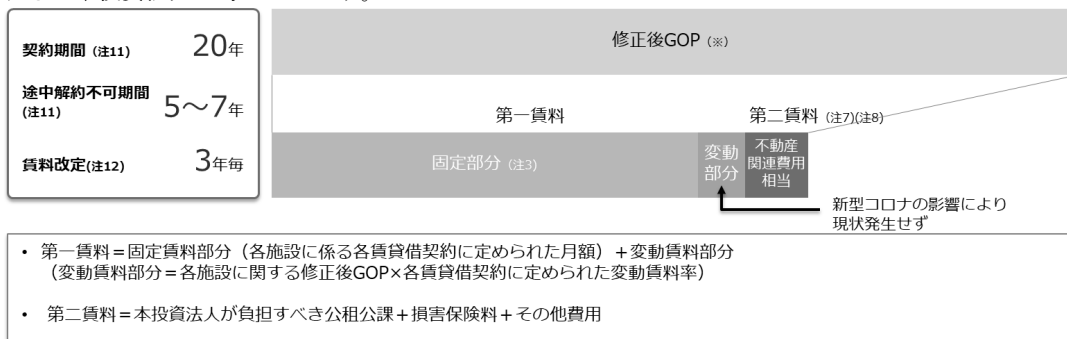 契約期間 (注11) 20年
途中解約不可期間
(注11) 5～7年
賃料改定(注12) 3年毎
修正後GOP (※)
第一賃料
第二賃料 (注7)(注8)
固定部分 (注3)
変動
部分
不動産
関連費用
相当
新型コロナの影響により
現状発生せず
• 第一賃料＝固定賃料部分（各施設に係る各賃貸借契約に定められた月額）＋変動賃料部分
（変動賃料部分＝各施設に関する修正後GOP×各賃貸借契約に定められた変動賃料率）
• 第二賃料＝本投資法人が負担すべき公租公課＋損害保険料＋その他費用